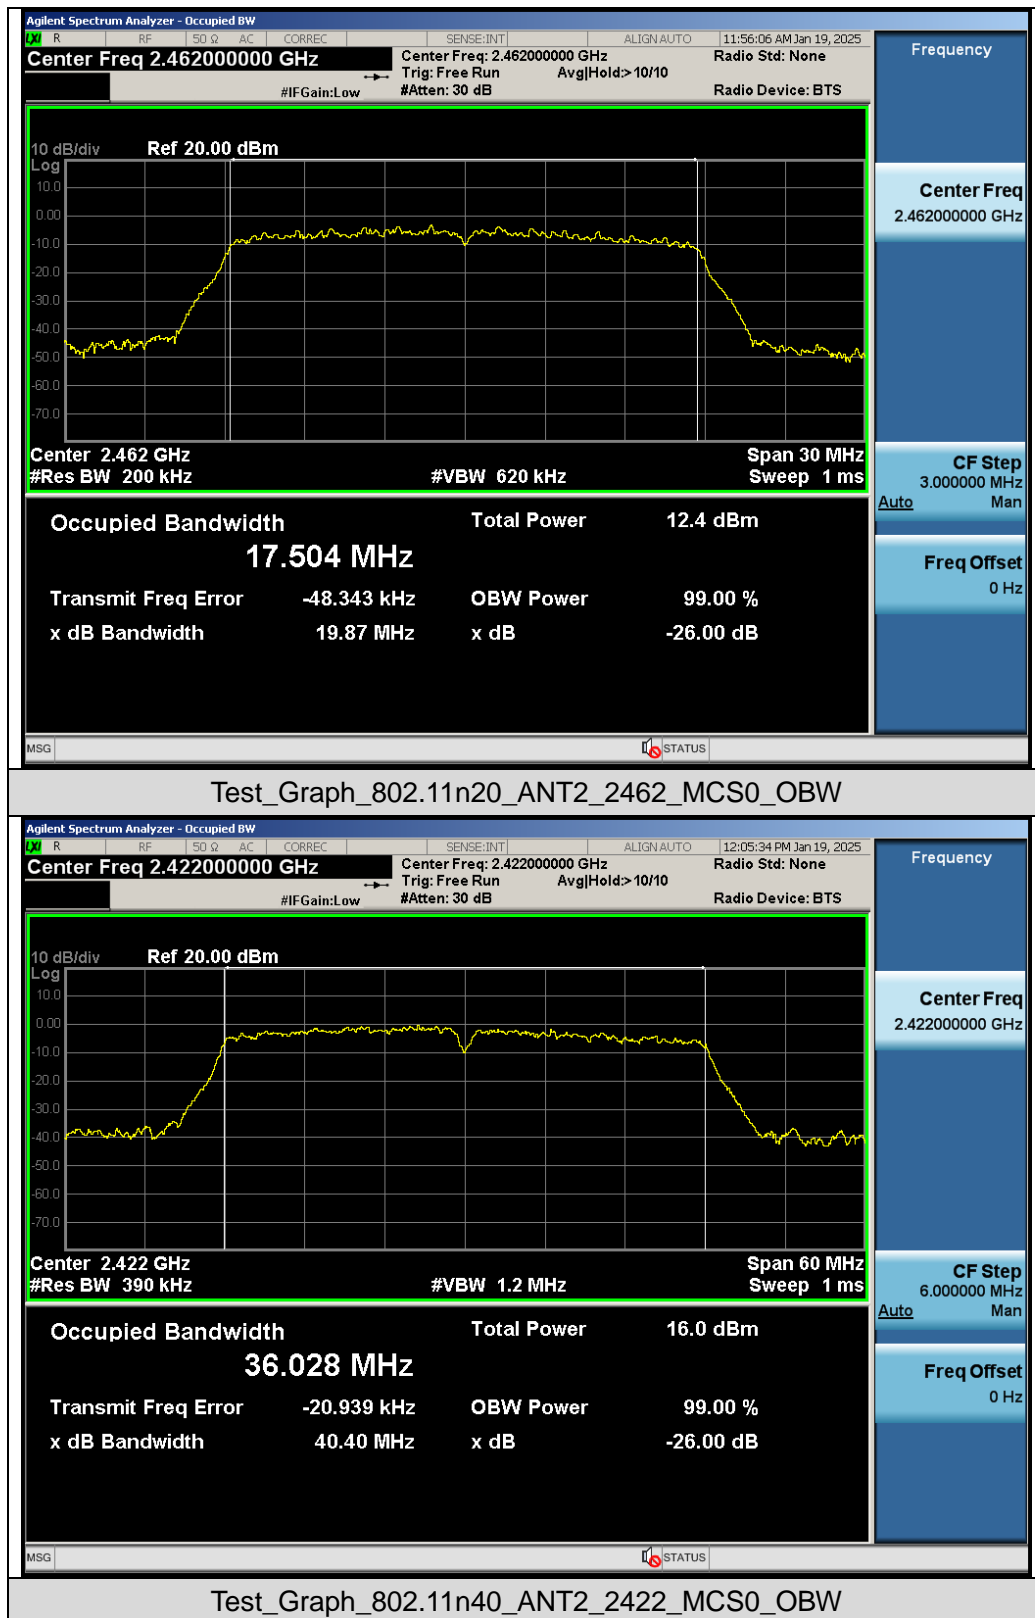 Agilent Spectrum Analyzer - Occupied BW
LXI R RF 50 Ω AC CORREC SENSE:INT ALIGN AUTO 11:56:06 AM Jan 19, 2025
Center Freq 2.462000000 GHz
Center Freq: 2.462000000 GHz
Radio Std: None
Trig: Free Run Avg|Hold:> 10/10
#IFGain:Low
#Atten: 30 dB
Radio Device: BTS
Frequency
10 dB/div Ref 20.00 dBm
Log
10.0
0.00
-10.0
-20.0
-30.0
-40.0
-50.0
-60.0
-70.0
Center 2.462 GHz Span 30 MHz
#Res BW 200 kHz #VBW 620 kHz Sweep 1 ms
Center Freq
2.462000000 GHz
CF Step
3.000000 MHz
Auto Man
Freq Offset
0 Hz
Occupied Bandwidth Total Power 12.4 dBm
17.504 MHz
Transmit Freq Error -48.343 kHz OBW Power 99.00 %
x dB Bandwidth 19.87 MHz x dB -26.00 dB
MSG STATUS
Test_Graph_802.11n20_ANT2_2462_MCS0_OBW
Agilent Spectrum Analyzer - Occupied BW
LXI R RF 50 Ω AC CORREC SENSE:INT ALIGN AUTO 12:05:34 PM Jan 19, 2025
Center Freq 2.422000000 GHz
Center Freq: 2.422000000 GHz
Radio Std: None
Trig: Free Run Avg|Hold:> 10/10
#IFGain:Low
#Atten: 30 dB
Radio Device: BTS
Frequency
10 dB/div Ref 20.00 dBm
Log
10.0
0.00
-10.0
-20.0
-30.0
-40.0
-50.0
-60.0
-70.0
Center 2.422 GHz Span 60 MHz
#Res BW 390 kHz #VBW 1.2 MHz Sweep 1 ms
Center Freq
2.422000000 GHz
CF Step
6.000000 MHz
Auto Man
Freq Offset
0 Hz
Occupied Bandwidth Total Power 16.0 dBm
36.028 MHz
Transmit Freq Error -20.939 kHz OBW Power 99.00 %
x dB Bandwidth 40.40 MHz x dB -26.00 dB
MSG STATUS
Test_Graph_802.11n40_ANT2_2422_MCS0_OBW